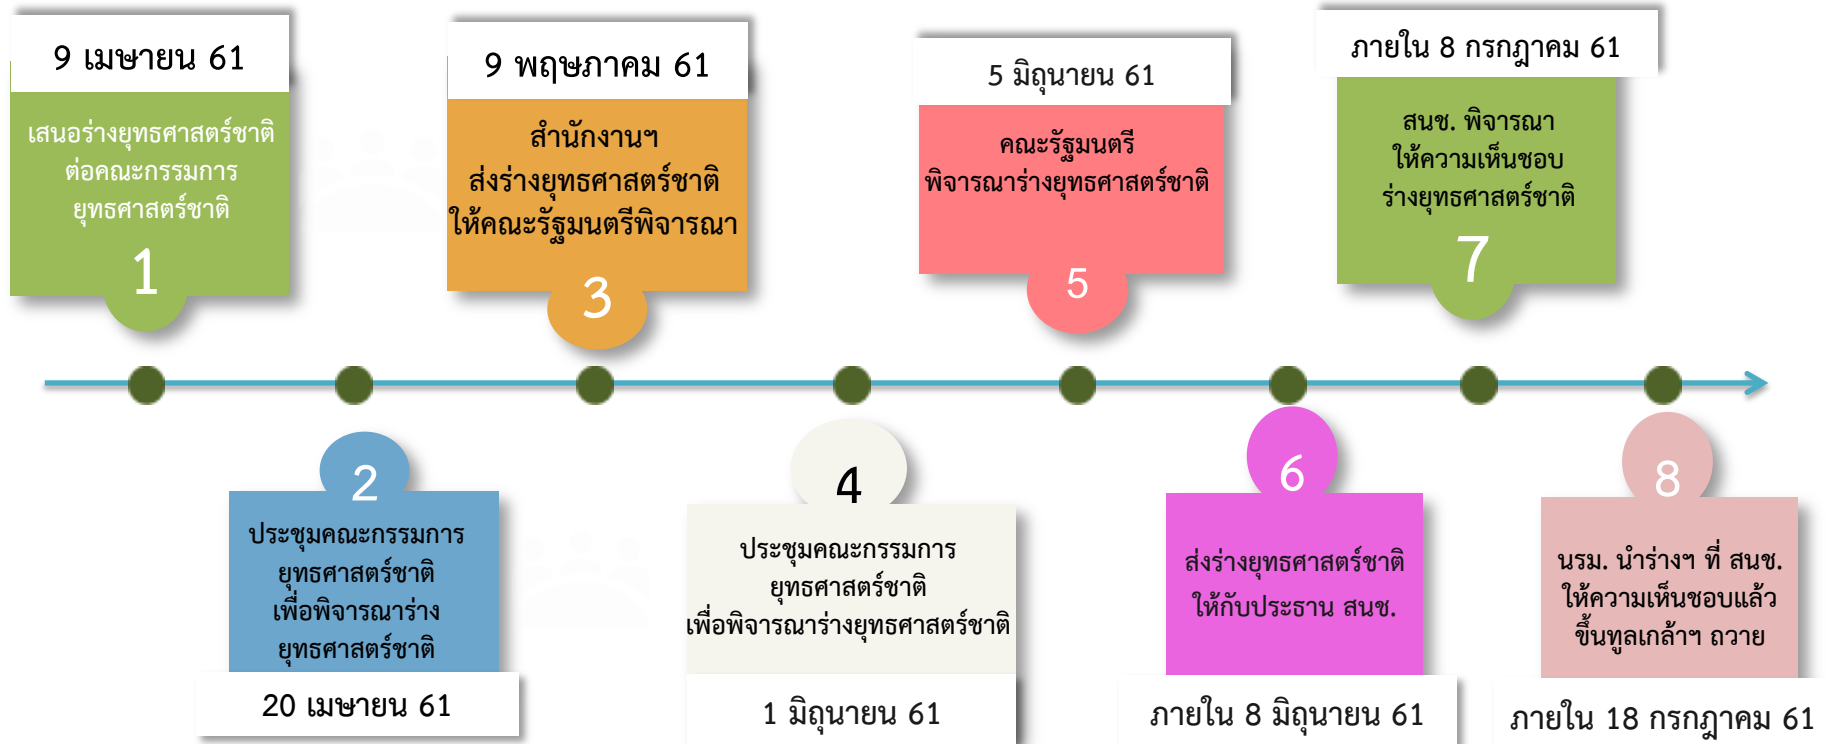 9 เมษายน 61
เสนอร่างยุทธศาสตร์ชาติ
ต่อคณะกรรมการ
ยุทธศาสตร์ชาติ
1
2
ประชุมคณะกรรมการ
ยุทธศาสตร์ชาติ
เพื่อพิจารณาร่าง
ยุทธศาสตร์ชาติ
20 เมษายน 61
9 พฤษภาคม 61
สำนักงานฯ
ส่งร่างยุทธศาสตร์ชาติ
ให้คณะรัฐมนตรีพิจารณา
3
4
ประชุมคณะกรรมการ
ยุทธศาสตร์ชาติ
เพื่อพิจารณาร่างยุทธศาสตร์ชาติ
1 มิถุนายน 61
5 มิถุนายน 61
คณะรัฐมนตรี
พิจารณาร่างยุทธศาสตร์ชาติ
5
6
ส่งร่างยุทธศาสตร์ชาติ
ให้กับประธาน สนช.
ภายใน 8 มิถุนายน 61
ภายใน 8 กรกฎาคม 61
สนช. พิจารณา
ให้ความเห็นชอบ
ร่างยุทธศาสตร์ชาติ
7
8
นรม. นำร่างฯ ที่ สนช.
ให้ความเห็นชอบแล้ว
ขึ้นทูลเกล้าฯ ถวาย
ภายใน 18 กรกฎาคม 61